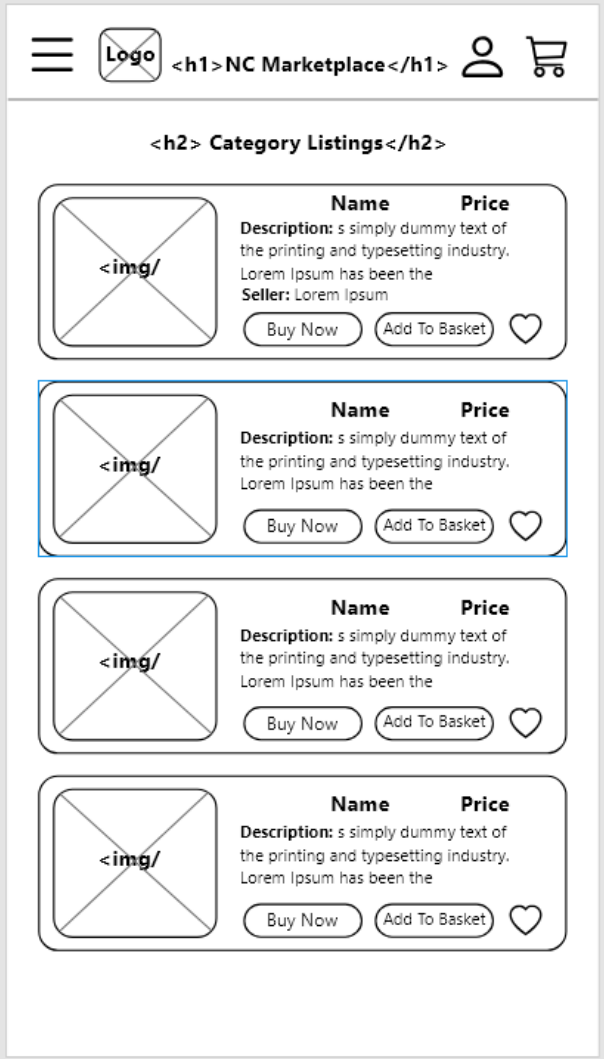 Logo
<h1>NC Marketplace</h1>
<h2> Category Listings</h2>
<img/
Name Price
Description: s simply dummy text of
the printing and typesetting industry.
Lorem Ipsum has been the
Seller: Lorem Ipsum
Buy Now Add To Basket
<img/
Name Price
Description: s simply dummy text of
the printing and typesetting industry.
Lorem Ipsum has been the
Buy Now Add To Basket
<img/
Name Price
Description: s simply dummy text of
the printing and typesetting industry.
Lorem Ipsum has been the
Buy Now Add To Basket
<img/
Name Price
Description: s simply dummy text of
the printing and typesetting industry.
Lorem Ipsum has been the
Buy Now Add To Basket